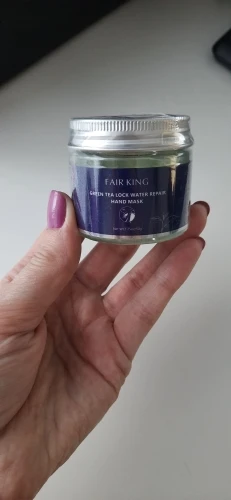 FAIR KING
GREEN TEA LOCK WATER REPAIR
HAND MASK